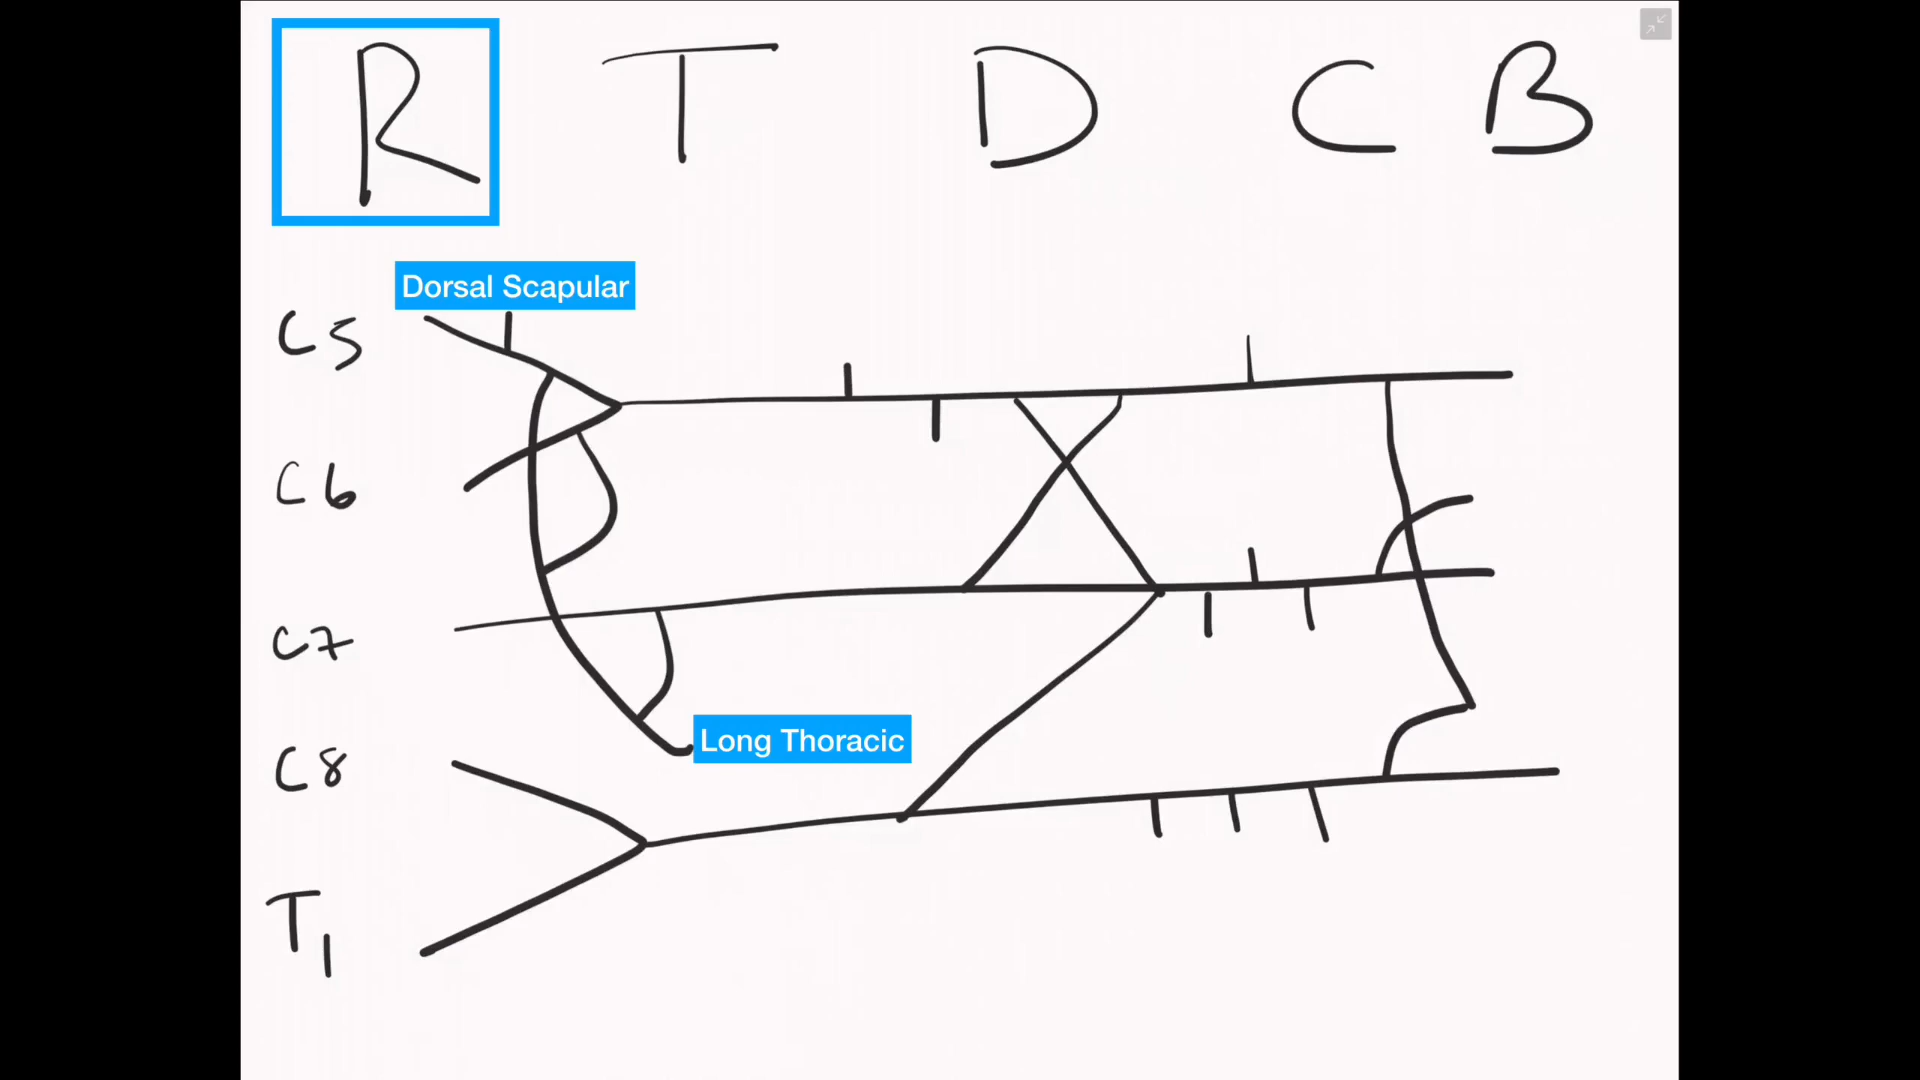 R T D C B
Dorsal Scapular
C5
C6
C7
Long Thoracic
C8
T1